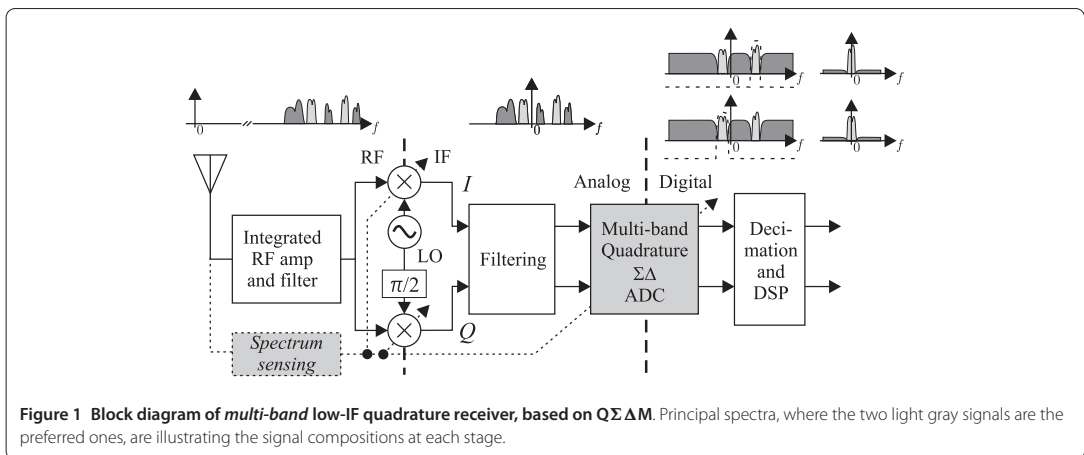 0
f
0
f
0
f
0
f
0
f
0
f
RF
IF
I
Analog
Digital
Integrated
RF amp
and filter
LO
π/2
Filtering
Multi-band
Quadrature
ΣΔ
ADC
Deci-
mation
and
DSP
Q
Spectrum
sensing
Figure 1 Block diagram of multi-band low-IF quadrature receiver, based on QΣΔM. Principal spectra, where the two light gray signals are the
preferred ones, are illustrating the signal compositions at each stage.